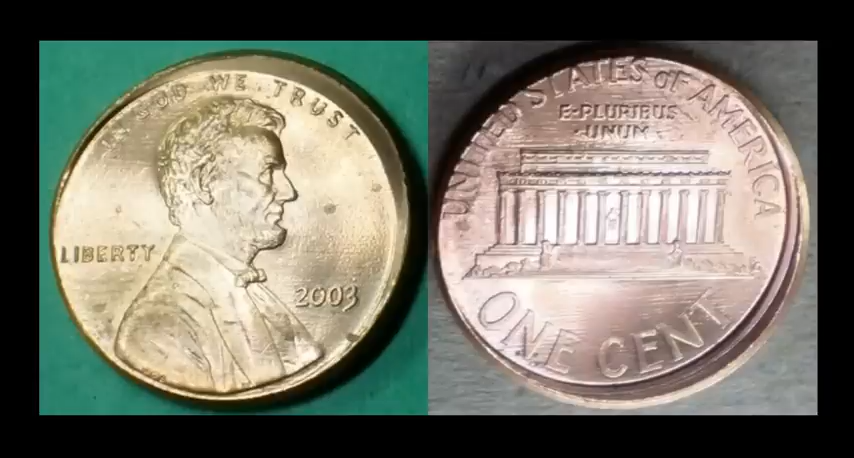 IN GOD WE TRUST
LIBERTY
2003
UNITED STATES OF AMERICA
E·PLURIBUS
·UNUM·
ONE CENT